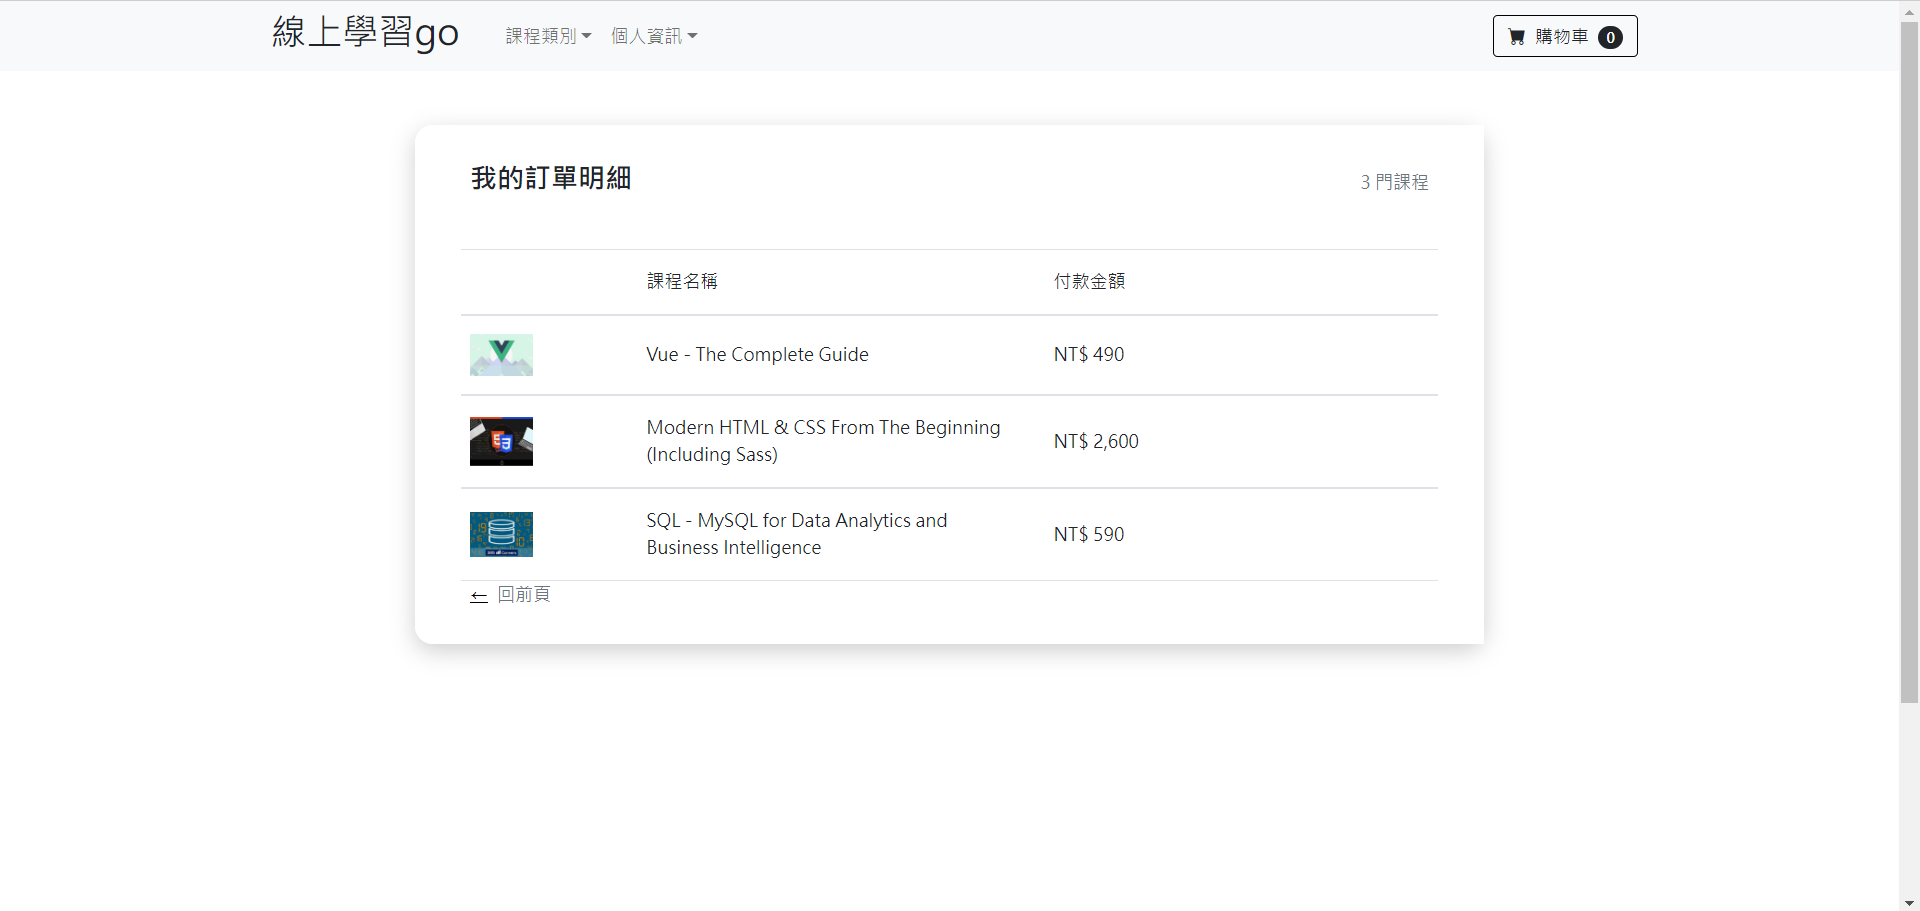 線上學習go
課程類別
個人資訊
購物車 0
我的訂單明細
3 門課程
課程名稱 付款金額
Vue - The Complete Guide NT$ 490
Modern HTML & CSS From The Beginning
(Including Sass)
NT$ 2,600
SQL - MySQL for Data Analytics and
Business Intelligence
NT$ 590
← 回前頁